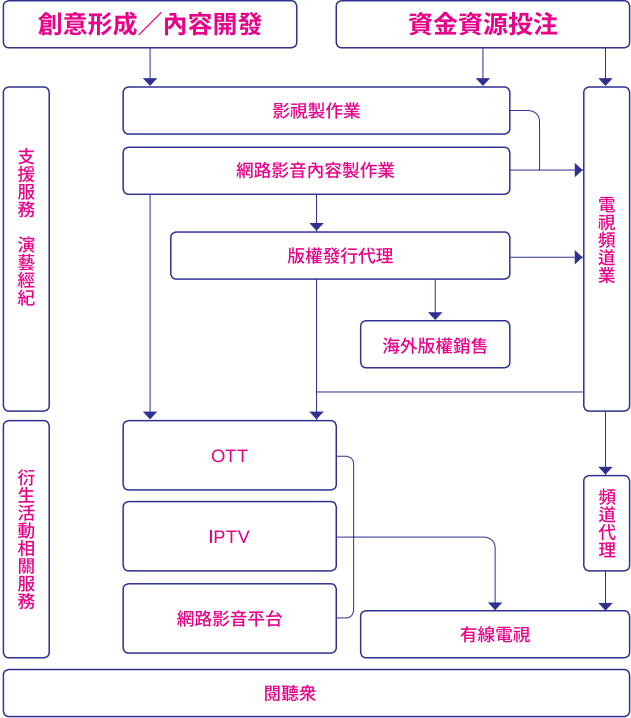 創意形成／內容開發
資金資源投注
影視製作業
支援服務 演藝經紀
網路影音內容製作業
電視頻道業
版權發行代理
海外版權銷售
衍生活動相關服務
OTT
頻道代理
IPTV
網路影音平台
有線電視
閱聽衆